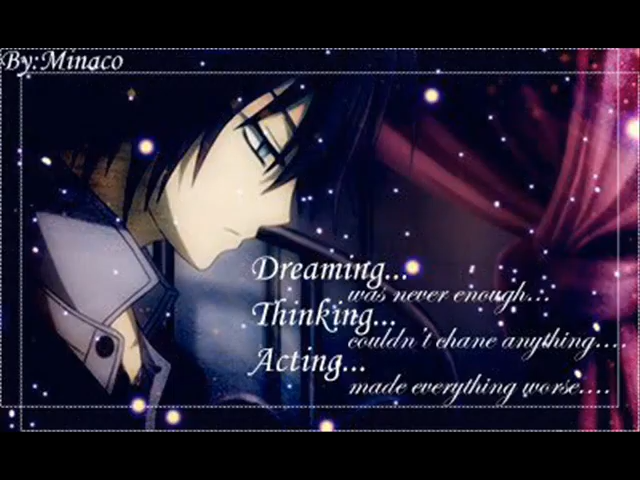 By:Minaco
Dreaming...
was never enough...
Thinking...
couldn't chane anything....
Acting...
made everything worse....